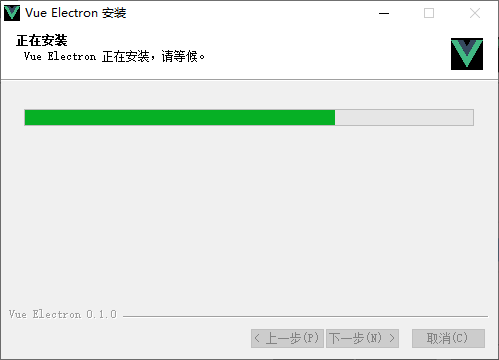 Vue Electron 安装
正在安装
Vue Electron 正在安装，请等候。
Vue Electron 0.1.0
< 上一步(P) 下一步(N) > 取消(C)